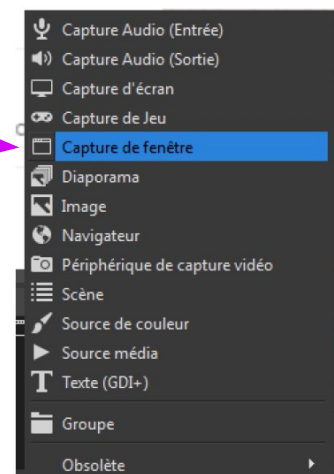 Capture Audio (Entrée)
Capture Audio (Sortie)
Capture d'écran
Capture de Jeu
Capture de fenêtre
Diaporama
Image
Navigateur
Périphérique de capture vidéo
Scène
Source de couleur
Source média
Texte (GDI+)
Groupe
Obsolète